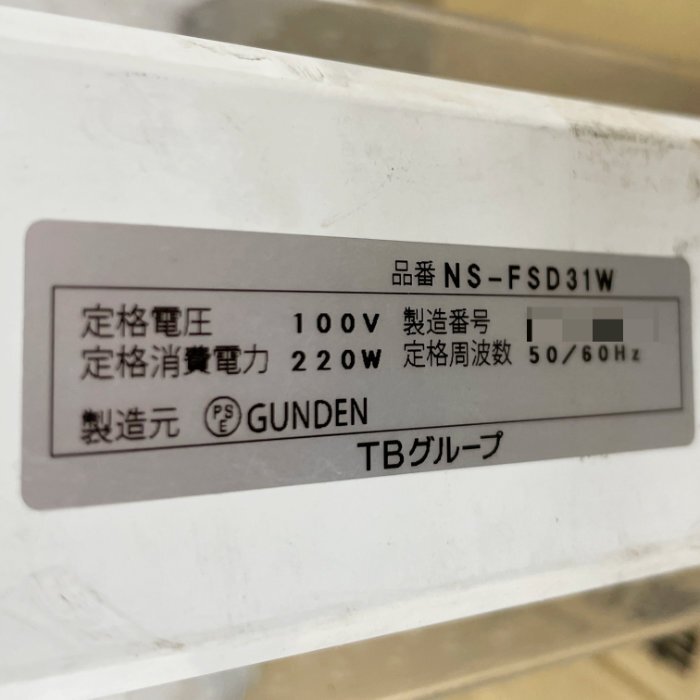 品番 NS-FSD31W
定格電圧 100V 製造番号
定格消費電力 220W 定格周波数 50/60Hz
製造元 PSE GUNDEN
TBグループ